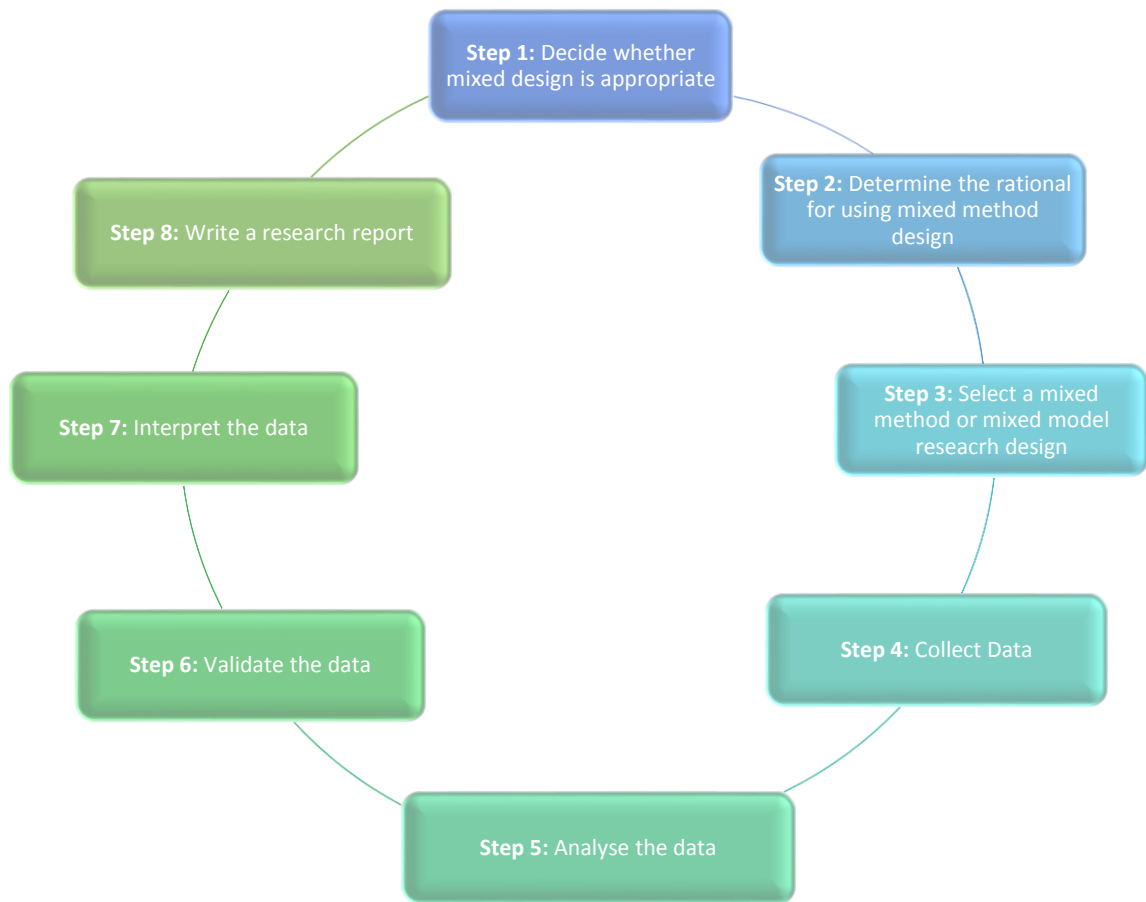 Step 1: Decide whether
mixed design is appropriate
Step 2: Determine the rational
for using mixed method
design
Step 3: Select a mixed
method or mixed model
reseacrh design
Step 4: Collect Data
Step 5: Analyse the data
Step 6: Validate the data
Step 7: Interpret the data
Step 8: Write a research report